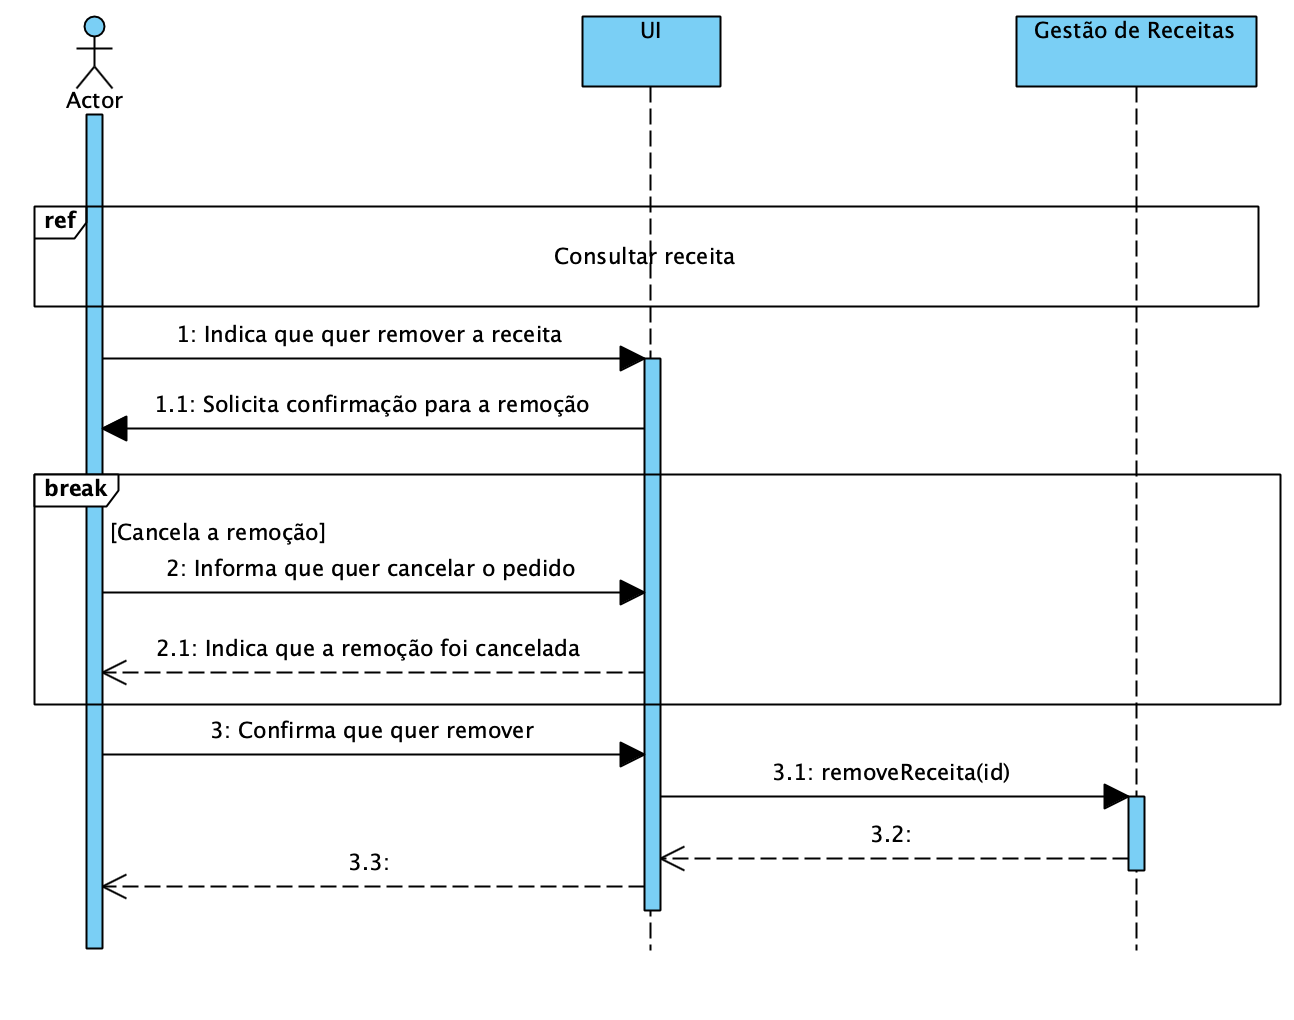 Actor
UI
Gestão de Receitas
ref
Consultar receita
1: Indica que quer remover a receita
1.1: Solicita confirmação para a remoção
break
[Cancela a remoção]
2: Informa que quer cancelar o pedido
2.1: Indica que a remoção foi cancelada
3: Confirma que quer remover
3.1: removeReceita(id)
3.2:
3.3: